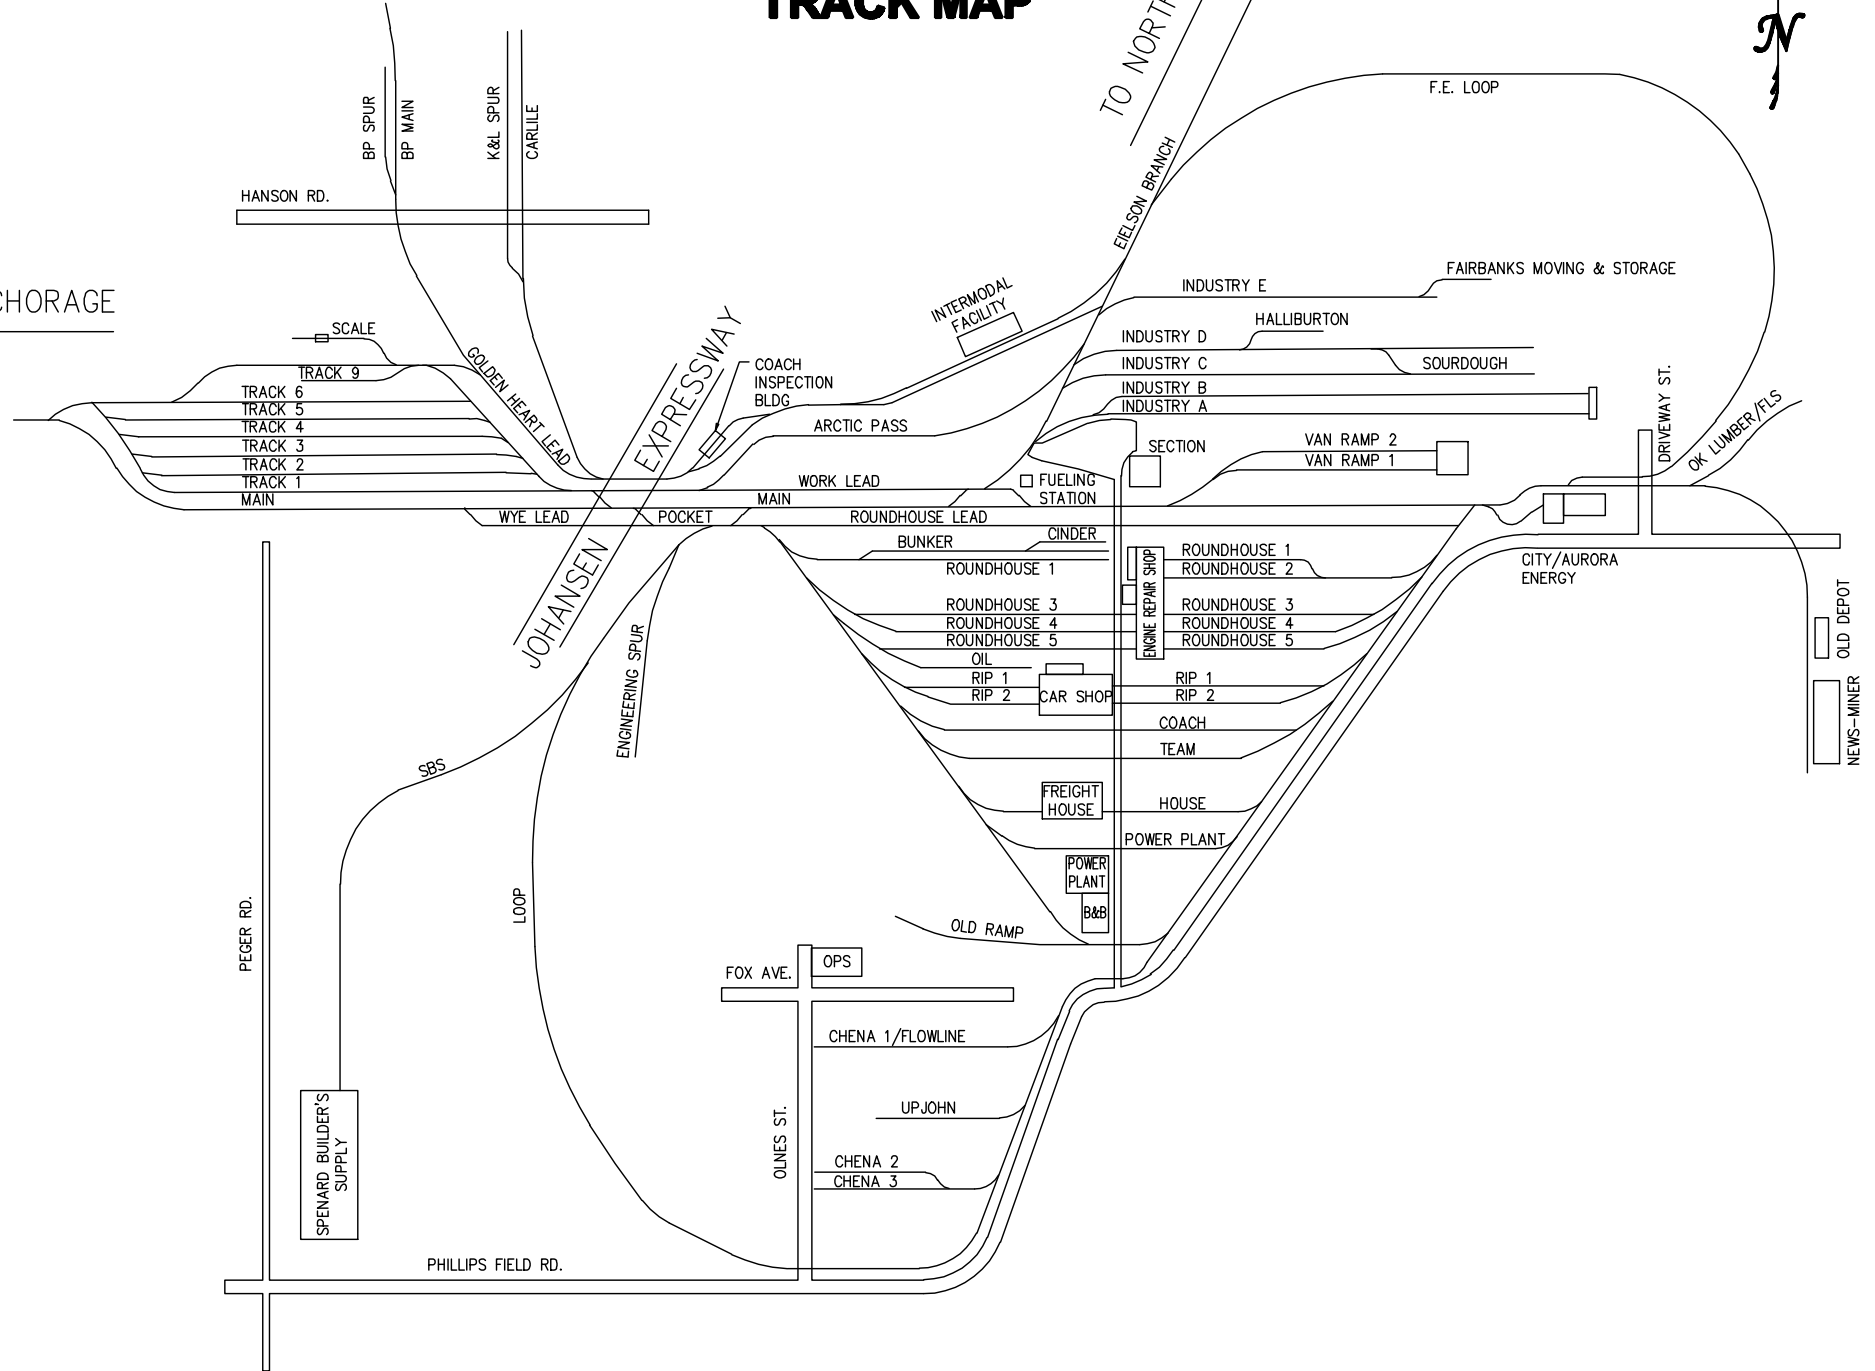 TRACK MAP
N
TO NORTH
F.E. LOOP
BP SPUR
BP MAIN
K&L SPUR
CARLILE
HANSON RD.
EIELSON BRANCH
FAIRBANKS MOVING & STORAGE
CHORAGE
INDUSTRY E
INTERMODAL
FACILITY
SCALE
HALLIBURTON
INDUSTRY D
GOLDEN HEART LEAD
JOHANSEN EXPRESSWAY
COACH
INSPECTION
BLDG
INDUSTRY C
SOURDOUGH
TRACK 9
TRACK 6
INDUSTRY B
TRACK 5
INDUSTRY A
DRIVEWAY ST.
OK LUMBER/FLS
TRACK 4
ARCTIC PASS
TRACK 3
SECTION
VAN RAMP 2
TRACK 2
VAN RAMP 1
TRACK 1
WORK LEAD
FUELING
STATION
MAIN
MAIN
WYE LEAD
POCKET
ROUNDHOUSE LEAD
CINDER
BUNKER
ROUNDHOUSE 1
ENGINE REPAIR SHOP
ROUNDHOUSE 1
ROUNDHOUSE 2
CITY/AURORA
ENERGY
ROUNDHOUSE 3
ROUNDHOUSE 3
ROUNDHOUSE 4
ROUNDHOUSE 4
ROUNDHOUSE 5
ROUNDHOUSE 5
OLD DEPOT
OIL
RIP 1
RIP 1
RIP 2
CAR SHOP
RIP 2
ENGINEERING SPUR
NEWS-MINER
COACH
TEAM
SBS
FREIGHT
HOUSE
HOUSE
POWER PLANT
POWER
PLANT
B&B
LOOP
PEGER RD.
OLD RAMP
OPS
FOX AVE.
CHENA 1/FLOWLINE
UPJOHN
OLNES ST.
CHENA 2
CHENA 3
SPENARD BUILDER'S
SUPPLY
PHILLIPS FIELD RD.